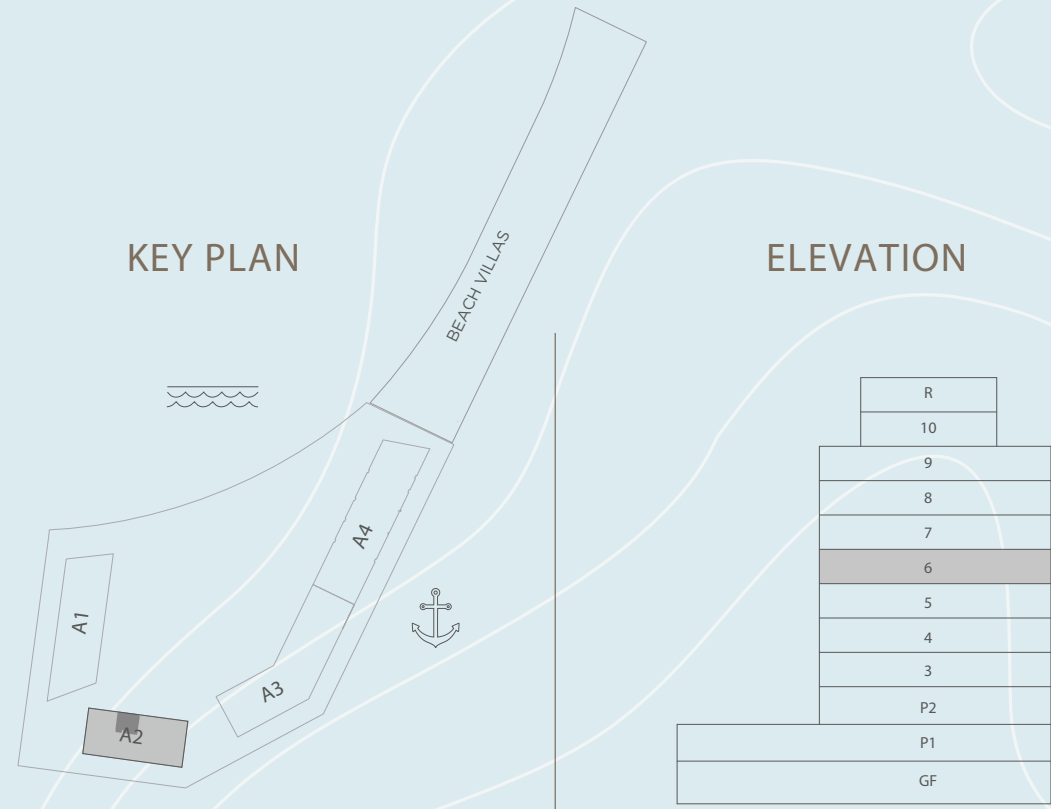 KEY PLAN
BEACH VILLAS
A4
A1
A3
A2
ELEVATION
R
10
9
8
7
6
5
4
3
P2
P1
GF